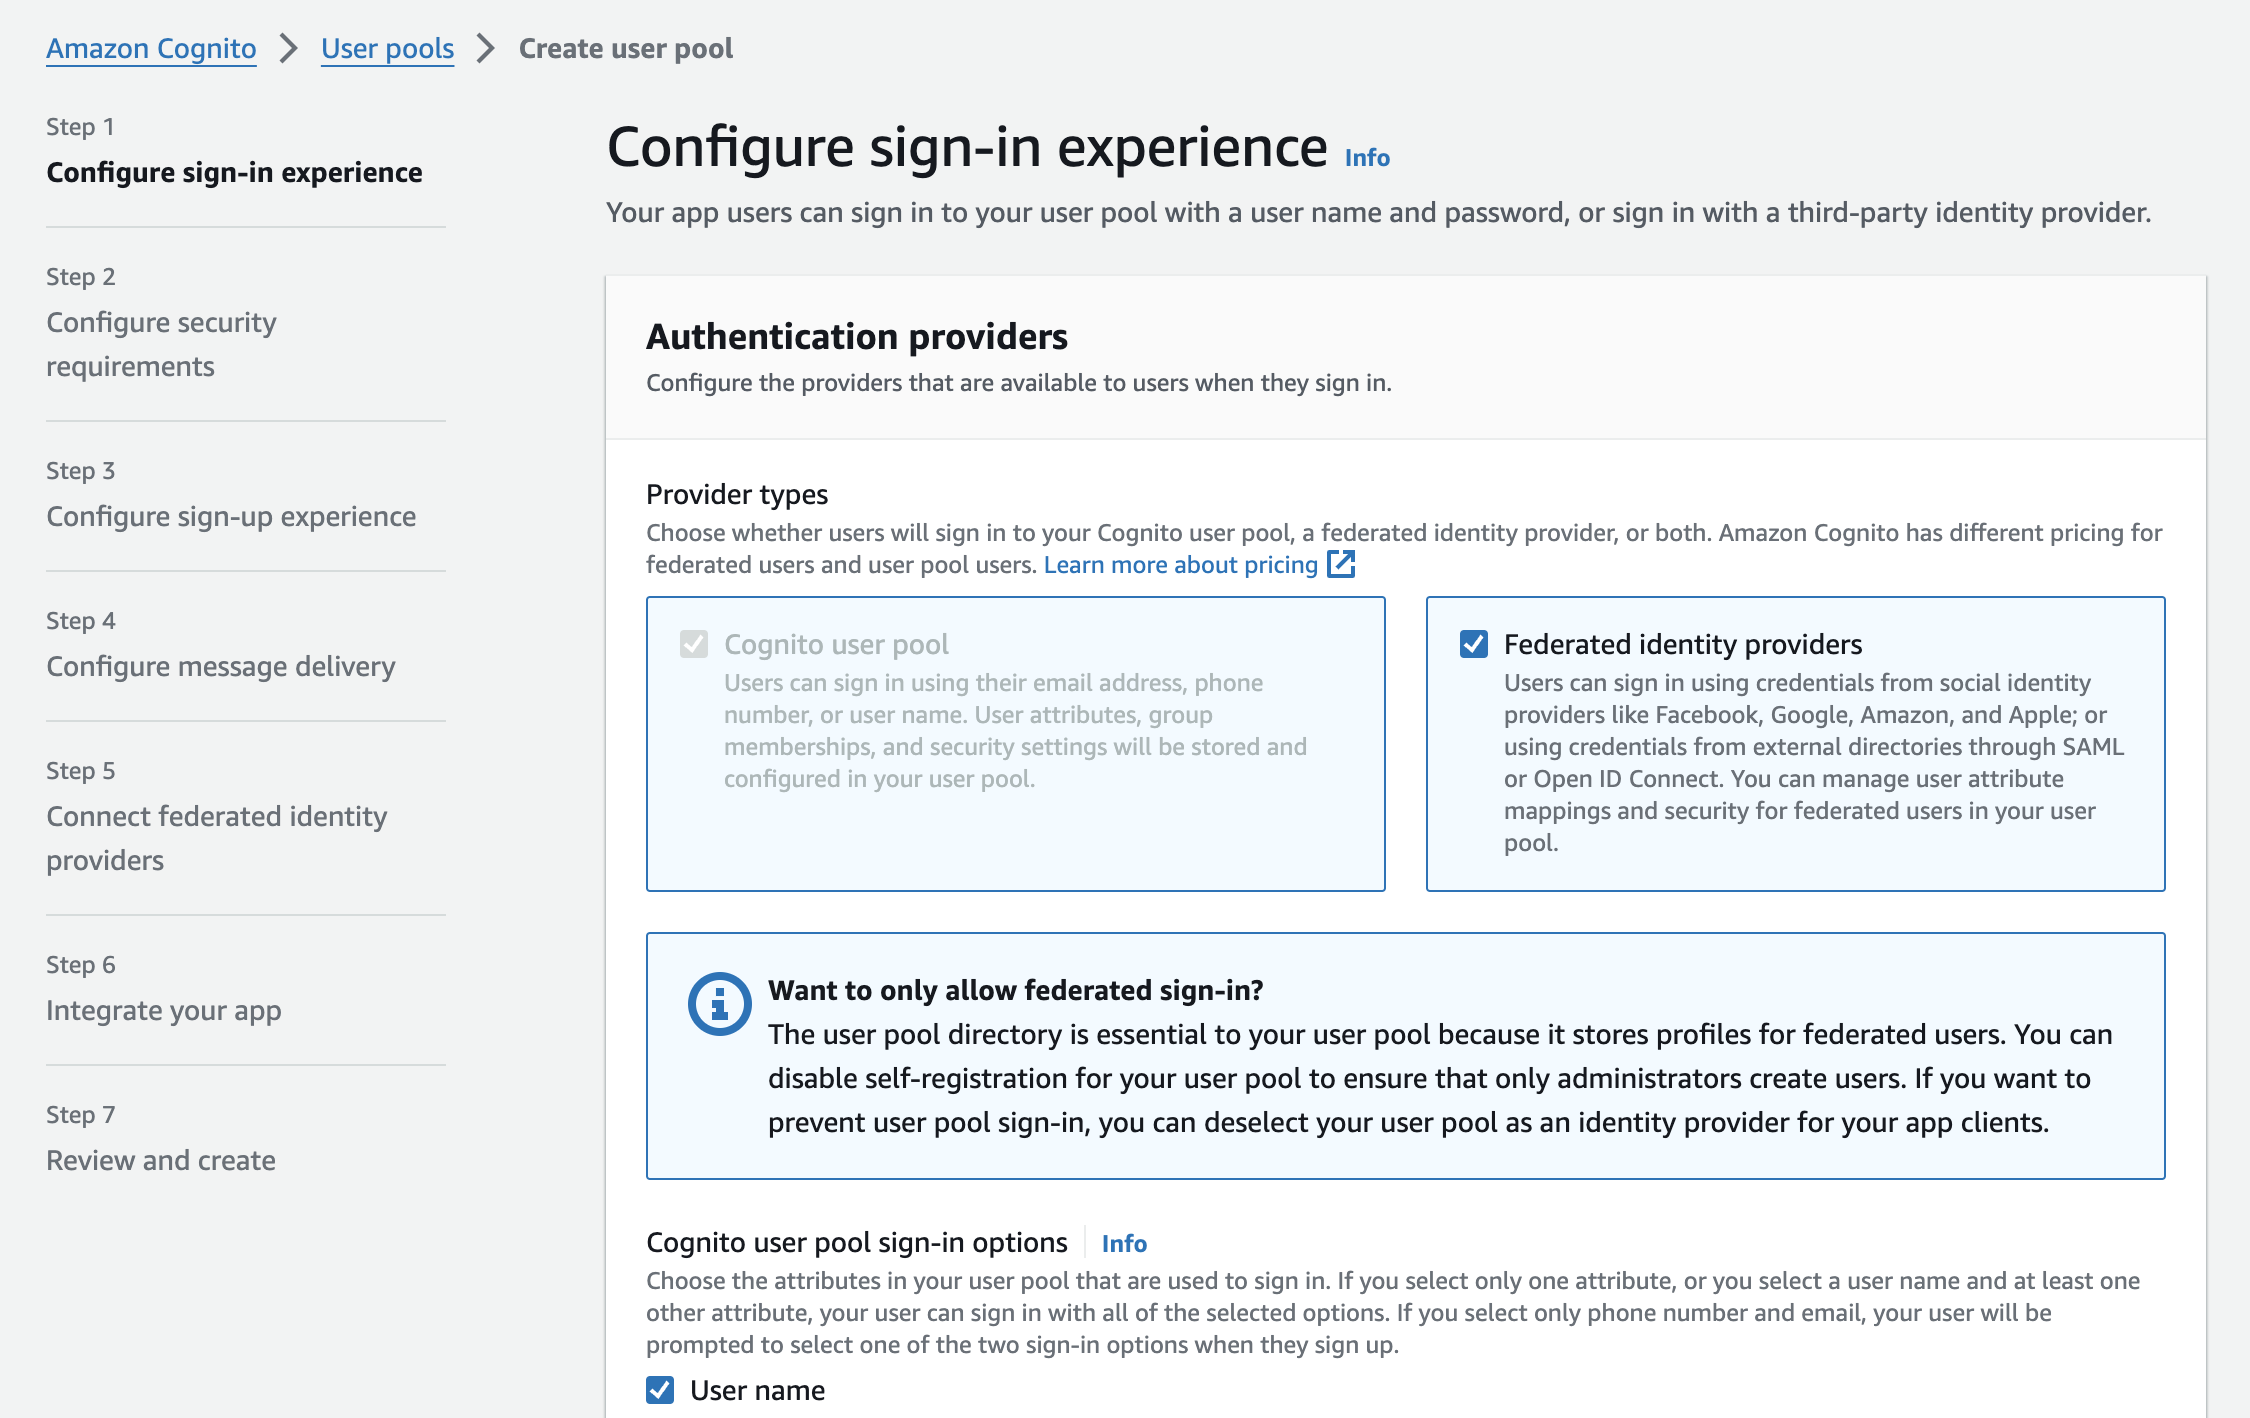 Amazon Cognito > User pools > Create user pool
Step 1
Configure sign-in experience
Step 2
Configure security
requirements
Step 3
Configure sign-up experience
Step 4
Configure message delivery
Step 5
Connect federated identity
providers
Step 6
Integrate your app
Step 7
Review and create
Configure sign-in experience Info
Your app users can sign in to your user pool with a user name and password, or sign in with a third-party identity provider.
Authentication providers
Configure the providers that are available to users when they sign in.
Provider types
Choose whether users will sign in to your Cognito user pool, a federated identity provider, or both. Amazon Cognito has different pricing for
federated users and user pool users. Learn more about pricing
Cognito user pool
Users can sign in using their email address, phone
number, or user name. User attributes, group
memberships, and security settings will be stored and
configured in your user pool.
Federated identity providers
Users can sign in using credentials from social identity
providers like Facebook, Google, Amazon, and Apple; or
using credentials from external directories through SAML
or Open ID Connect. You can manage user attribute
mappings and security for federated users in your user
pool.
Want to only allow federated sign-in?
The user pool directory is essential to your user pool because it stores profiles for federated users. You can
disable self-registration for your user pool to ensure that only administrators create users. If you want to
prevent user pool sign-in, you can deselect your user pool as an identity provider for your app clients.
Cognito user pool sign-in options Info
Choose the attributes in your user pool that are used to sign in. If you select only one attribute, or you select a user name and at least one
other attribute, your user can sign in with all of the selected options. If you select only phone number and email, your user will be
prompted to select one of the two sign-in options when they sign up.
User name